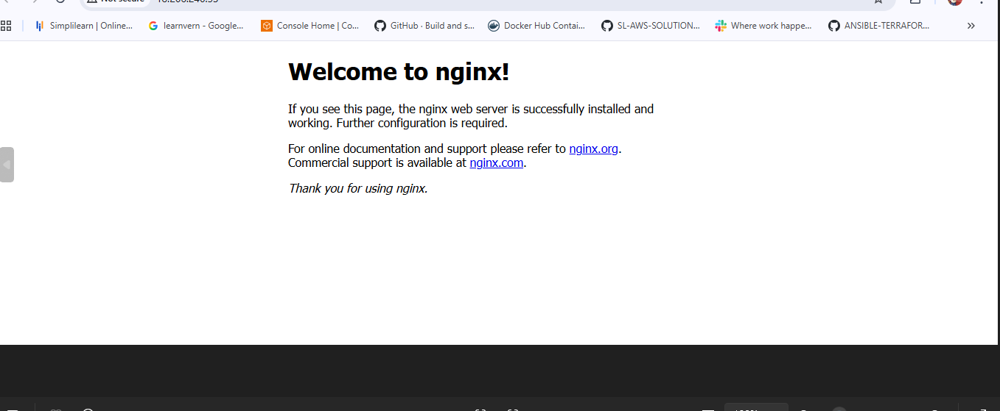 Simplilearn | Online...
learnvern - Google...
Console Home | Co...
GitHub · Build and s...
Docker Hub Contai...
SL-AWS-SOLUTION...
Where work happe...
ANSIBLE-TERRAFOR...
Welcome to nginx!
If you see this page, the nginx web server is successfully installed and
working. Further configuration is required.
For online documentation and support please refer to nginx.org.
Commercial support is available at nginx.com.
Thank you for using nginx.